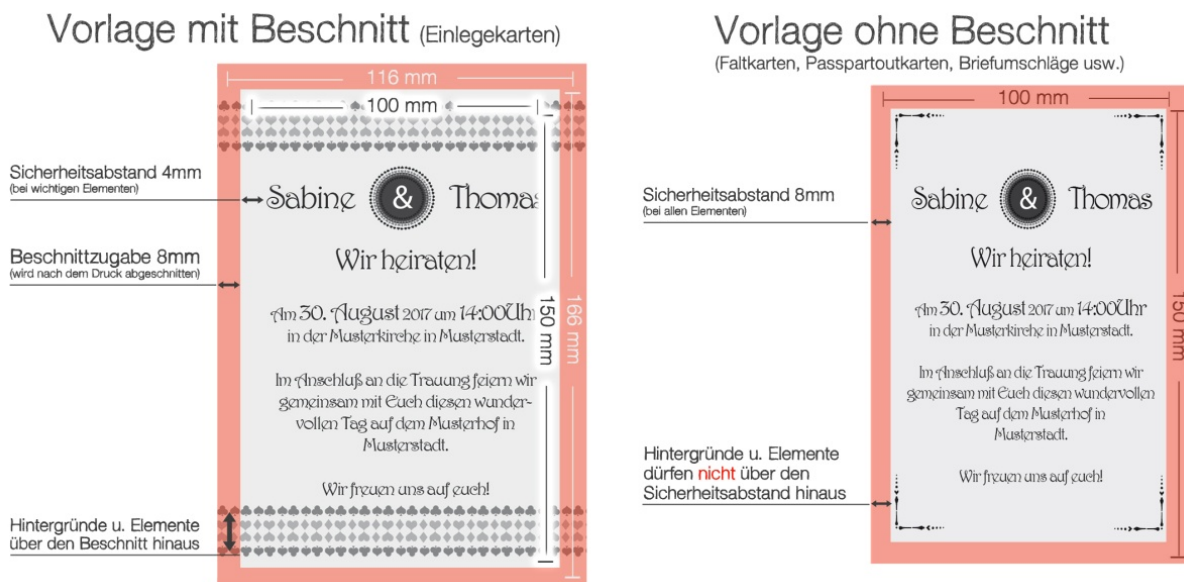 Vorlage mit Beschnitt (Einlegekarten)
116 mm
100 mm
Sicherheitsabstand 4mm
(bei wichtigen Elementen)
Sabine & Thomas
Beschnittzugabe 8mm
(wird nach dem Druck abgeschnitten)
Wir heiraten!
150 mm
166 mm
Am 30. August 2017 um 14:00Uhr
in der Musterkirche in Musterstadt.
Im Anschluß an die Trauung feiern wir
gemeinsam mit Euch diesen wunder-
vollen Tag auf dem Musterhof in
Musterstadt.
Wir freuen uns auf euch!
Hintergründe u. Elemente
über den Beschnitt hinaus
Vorlage ohne Beschnitt
(Faltkarten, Passpartoutkarten, Briefumschläge usw.)
100 mm
Sicherheitsabstand 8mm
(bei allen Elementen)
Sabine & Thomas
Wir heiraten!
150 mm
Am 30. August 2017 um 14:00Uhr
in der Musterkirche in Musterstadt.
Im Anschluß an die Trauung feiern wir
gemeinsam mit Euch diesen wundervollen
Tag auf dem Musterhof in
Musterstadt.
Wir freuen uns auf euch!
Hintergründe u. Elemente
dürfen nicht über den
Sicherheitsabstand hinaus